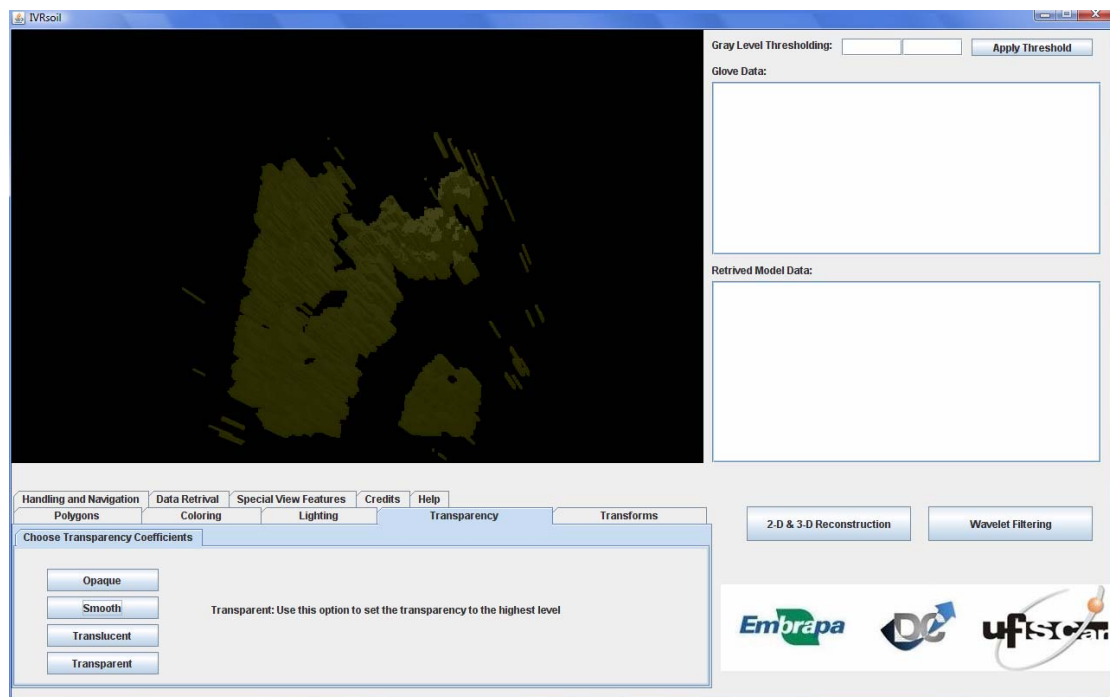 IVRsoil
Gray Level Thresholding:
Apply Threshold
Glove Data:
Retrived Model Data:
Handling and Navigation
Data Retrival
Special View Features
Credits
Help
Polygons
Coloring
Lighting
Transparency
Transforms
Choose Transparency Coefficients
Opaque
Smooth
Translucent
Transparent
Transparent: Use this option to set the transparency to the highest level
2-D & 3-D Reconstruction
Wavelet Filtering
Embrapa
DC
ufscar